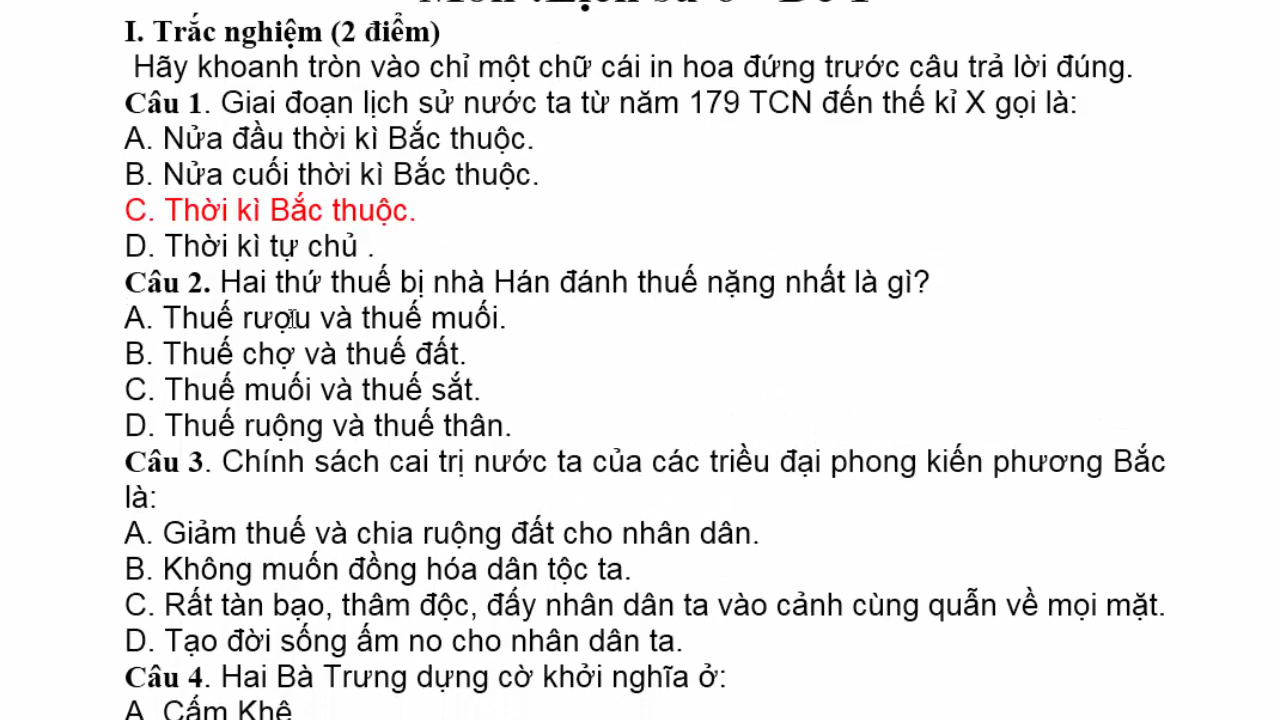 I. Trắc nghiệm (2 điểm)
Hãy khoanh tròn vào chỉ một chữ cái in hoa đứng trước câu trả lời đúng.
Câu 1. Giai đoạn lịch sử nước ta từ năm 179 TCN đến thế kỉ X gọi là:
A. Nửa đầu thời kì Bắc thuộc.
B. Nửa cuối thời kì Bắc thuộc.
C. Thời kì Bắc thuộc.
D. Thời kì tự chủ .
Câu 2. Hai thứ thuế bị nhà Hán đánh thuế nặng nhất là gì?
A. Thuế rượu và thuế muối.
B. Thuế chợ và thuế đất.
C. Thuế muối và thuế sắt.
D. Thuế ruộng và thuế thân.
Câu 3. Chính sách cai trị nước ta của các triều đại phong kiến phương Bắc
là:
A. Giảm thuế và chia ruộng đất cho nhân dân.
B. Không muốn đồng hóa dân tộc ta.
C. Rất tàn bạo, thâm độc, đẩy nhân dân ta vào cảnh cùng quẫn về mọi mặt.
D. Tạo đời sống ấm no cho nhân dân ta.
Câu 4. Hai Bà Trưng dựng cờ khởi nghĩa ở:
A. Cấm Khê